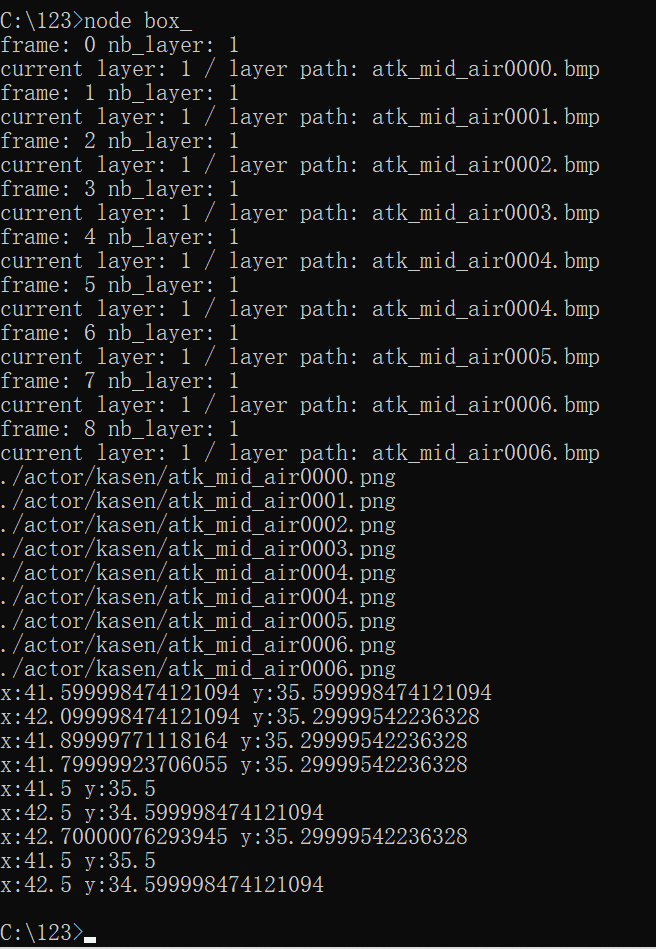 C:\123>node box_
frame: 0 nb_layer: 1
current layer: 1 / layer path: atk_mid_air0000.bmp
frame: 1 nb_layer: 1
current layer: 1 / layer path: atk_mid_air0001.bmp
frame: 2 nb_layer: 1
current layer: 1 / layer path: atk_mid_air0002.bmp
frame: 3 nb_layer: 1
current layer: 1 / layer path: atk_mid_air0003.bmp
frame: 4 nb_layer: 1
current layer: 1 / layer path: atk_mid_air0004.bmp
frame: 5 nb_layer: 1
current layer: 1 / layer path: atk_mid_air0004.bmp
frame: 6 nb_layer: 1
current layer: 1 / layer path: atk_mid_air0005.bmp
frame: 7 nb_layer: 1
current layer: 1 / layer path: atk_mid_air0006.bmp
frame: 8 nb_layer: 1
current layer: 1 / layer path: atk_mid_air0006.bmp
./actor/kasen/atk_mid_air0000.png
./actor/kasen/atk_mid_air0001.png
./actor/kasen/atk_mid_air0002.png
./actor/kasen/atk_mid_air0003.png
./actor/kasen/atk_mid_air0004.png
./actor/kasen/atk_mid_air0004.png
./actor/kasen/atk_mid_air0005.png
./actor/kasen/atk_mid_air0006.png
./actor/kasen/atk_mid_air0006.png
x:41.599998474121094 y:35.599998474121094
x:42.099998474121094 y:35.29999542236328
x:41.89999771118164 y:35.29999542236328
x:41.79999923706055 y:35.29999542236328
x:41.5 y:35.5
x:42.5 y:34.599998474121094
x:42.70000076293945 y:35.29999542236328
x:41.5 y:35.5
x:42.5 y:34.599998474121094
C:\123>